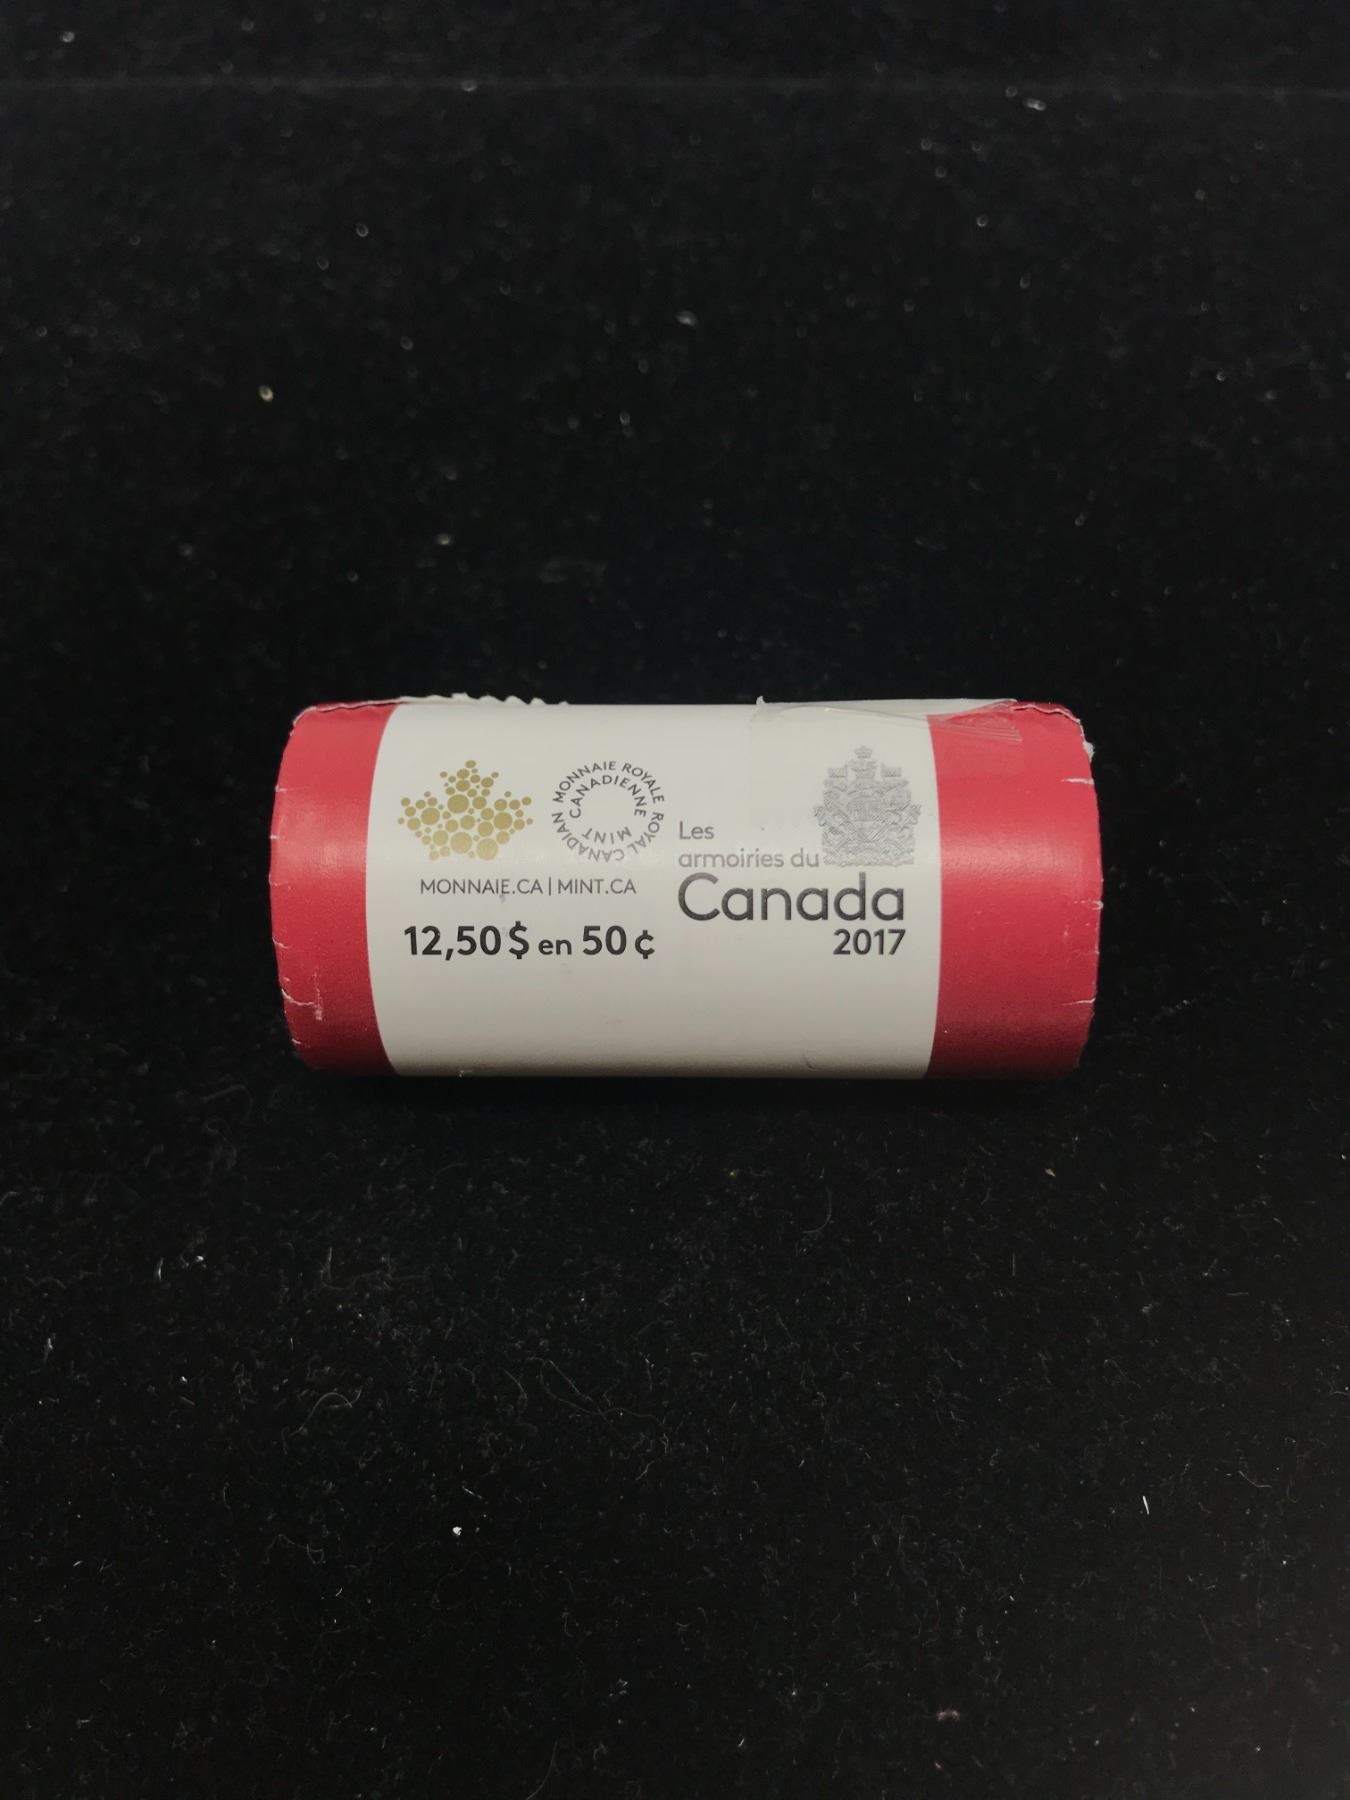 MONNAIE ROYALE CANADIENNE
ROYAL CANADIAN MINT
MONNAIE.CA | MINT.CA
12,50 $ en 50 ¢
Les
armoiries du
Canada
2017